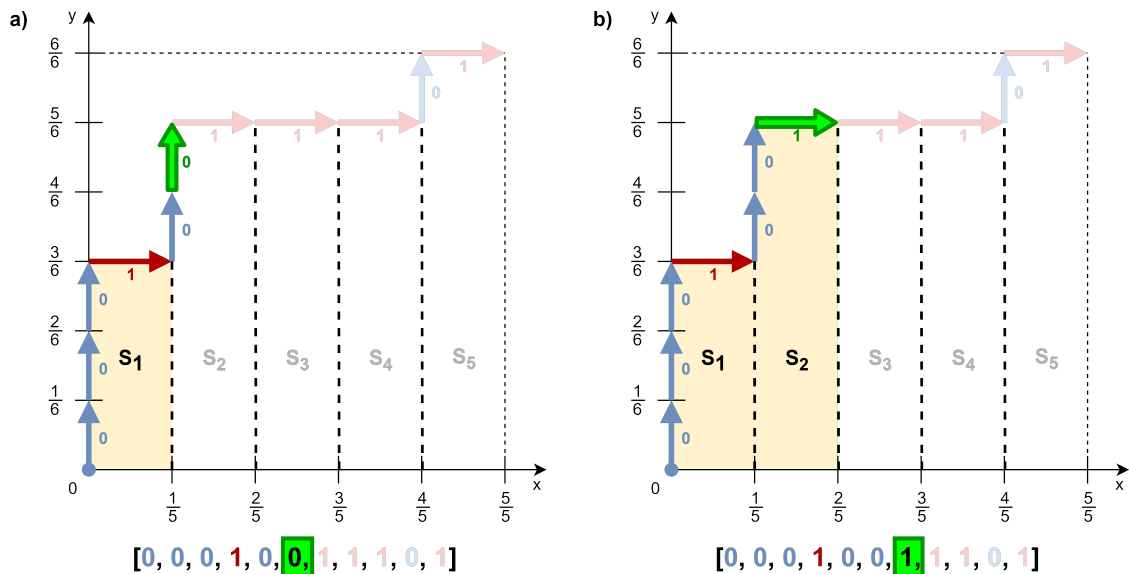 a)
y
6/6
1
0
5/6
1 1 1
0
4/6
0
3/6
1
0
2/6
S1 S2 S3 S4 S5
0
1/6
0
0
1/5 2/5 3/5 4/5 5/5
x
[0, 0, 0, 1, 0, 0, 1, 1, 1, 0, 1]
b)
y
6/6
1
0
5/6
1 1 1
0
4/6
0
3/6
1
0
2/6
S1 S2 S3 S4 S5
0
1/6
0
0
1/5 2/5 3/5 4/5 5/5
x
[0, 0, 0, 1, 0, 0, 1, 1, 1, 0, 1]